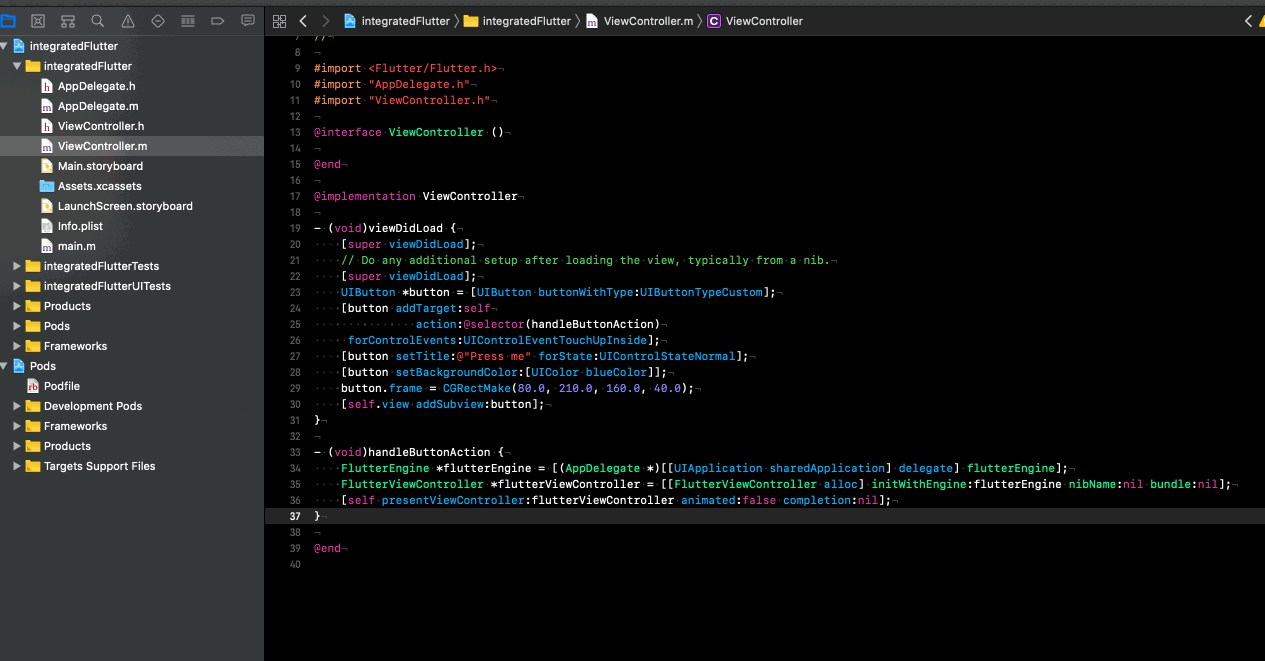 integratedFlutter
integratedFlutter
AppDelegate.h
AppDelegate.m
ViewController.h
ViewController.m
Main.storyboard
Assets.xcassets
LaunchScreen.storyboard
Info.plist
main.m
integratedFlutterTests
integratedFlutterUITests
Products
Pods
Frameworks
Pods
Podfile
Development Pods
Frameworks
Products
Targets Support Files
integratedFlutter 〉 integratedFlutter 〉 ViewController.m 〉 C ViewController
7 //
8
9 #import <Flutter/Flutter.h>
10 #import "AppDelegate.h"
11 #import "ViewController.h"
12
13 @interface ViewController ()
14
15 @end
16
17 @implementation ViewController
18
19 - (void)viewDidLoad {
20     [super viewDidLoad];
21     // Do any additional setup after loading the view, typically from a nib.
22     [super viewDidLoad];
23     UIButton *button = [UIButton buttonWithType:UIButtonTypeCustom];
24     [button addTarget:self
25                action:@selector(handleButtonAction)
26      forControlEvents:UIControlEventTouchUpInside];
27     [button setTitle:@"Press me" forState:UIControlStateNormal];
28     [button setBackgroundColor:[UIColor blueColor]];
29     button.frame = CGRectMake(80.0, 210.0, 160.0, 40.0);
30     [self.view addSubview:button];
31 }
32
33 - (void)handleButtonAction {
34     FlutterEngine *flutterEngine = [(AppDelegate *)[[UIApplication sharedApplication] delegate] flutterEngine];
35     FlutterViewController *flutterViewController = [[FlutterViewController alloc] initWithEngine:flutterEngine nibName:nil bundle:nil];
36     [self presentViewController:flutterViewController animated:false completion:nil];
37 }
38
39 @end
40